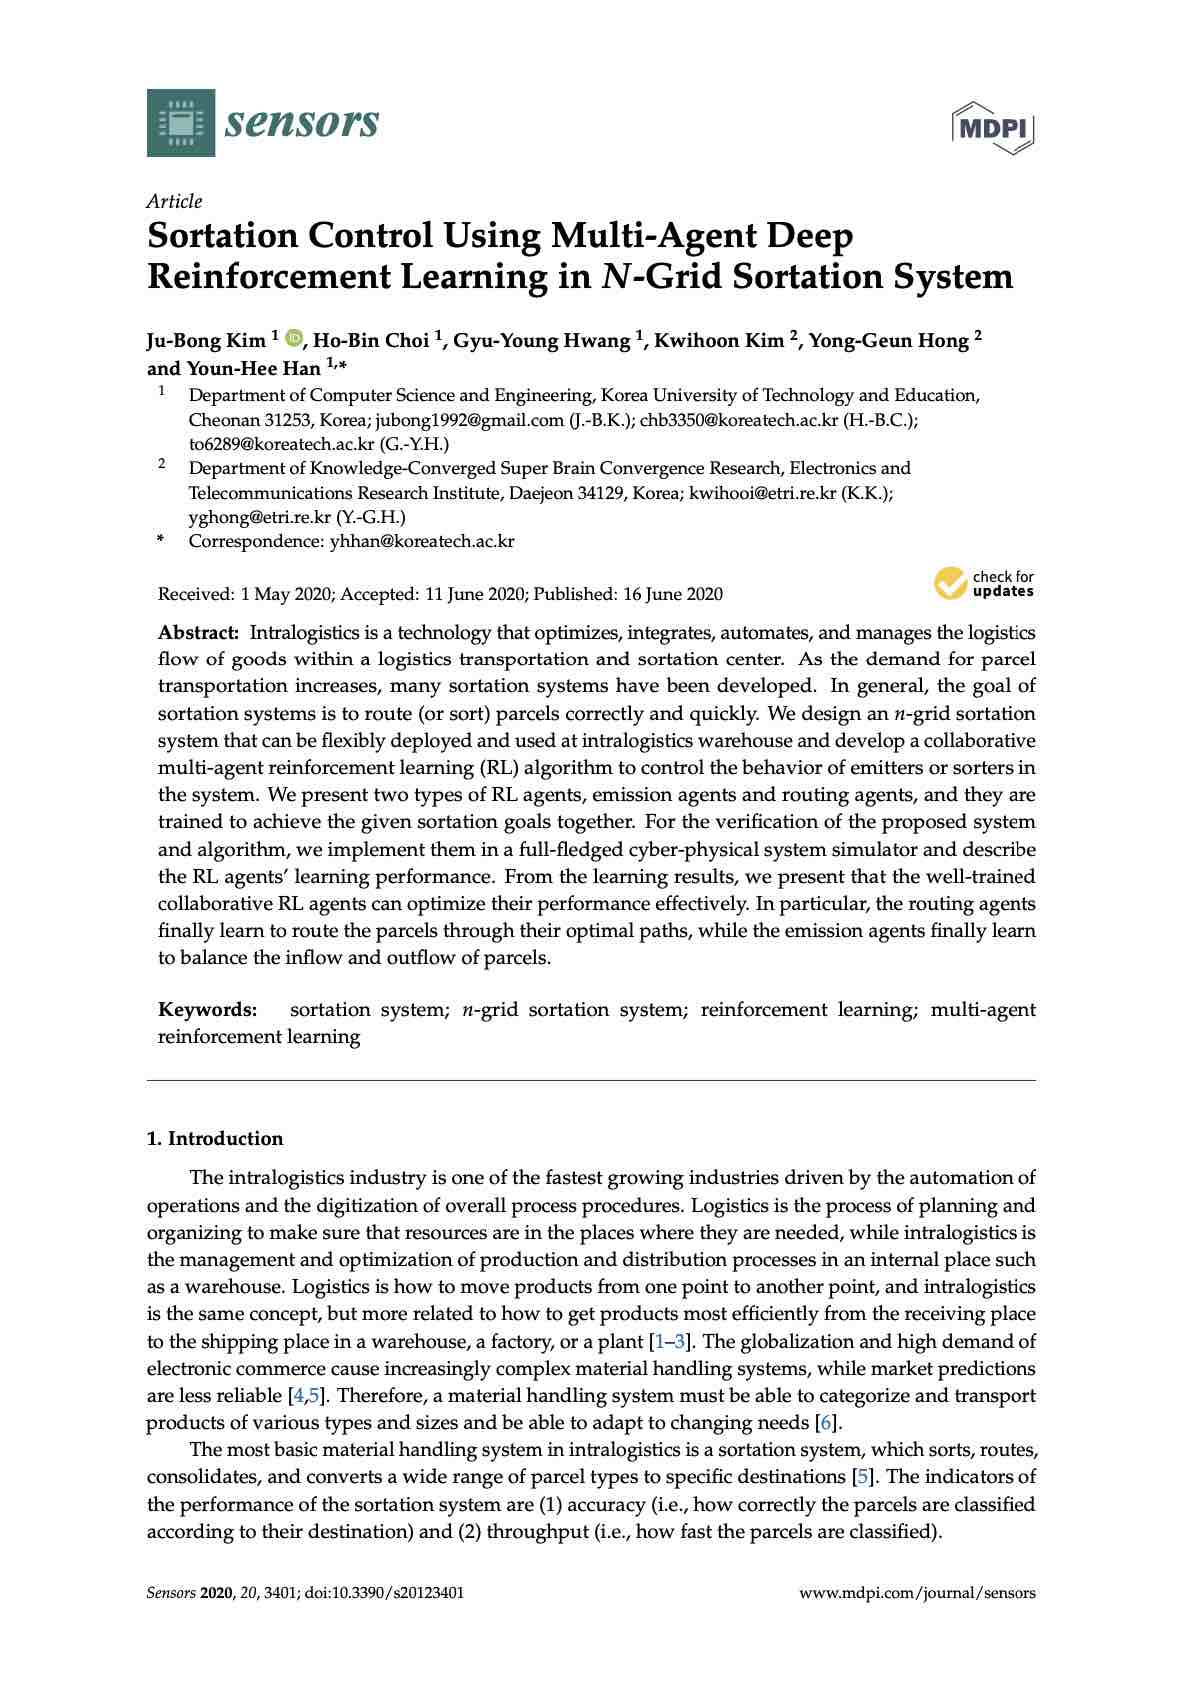 sensors
MDPI
Article
Sortation Control Using Multi-Agent Deep
Reinforcement Learning in N-Grid Sortation System
Ju-Bong Kim 1 iD, Ho-Bin Choi 1, Gyu-Young Hwang 1, Kwihoon Kim 2, Yong-Geun Hong 2
and Youn-Hee Han 1,*
1 Department of Computer Science and Engineering, Korea University of Technology and Education,
Cheonan 31253, Korea; jubong1992@gmail.com (J.-B.K.); chb3350@koreatech.ac.kr (H.-B.C.);
to6289@koreatech.ac.kr (G.-Y.H.)
2 Department of Knowledge-Converged Super Brain Convergence Research, Electronics and
Telecommunications Research Institute, Daejeon 34129, Korea; kwihooi@etri.re.kr (K.K.);
yghong@etri.re.kr (Y.-G.H.)
* Correspondence: yhhan@koreatech.ac.kr
check for
updates
Received: 1 May 2020; Accepted: 11 June 2020; Published: 16 June 2020
Abstract: Intralogistics is a technology that optimizes, integrates, automates, and manages the logistics
flow of goods within a logistics transportation and sortation center. As the demand for parcel
transportation increases, many sortation systems have been developed. In general, the goal of
sortation systems is to route (or sort) parcels correctly and quickly. We design an n-grid sortation
system that can be flexibly deployed and used at intralogistics warehouse and develop a collaborative
multi-agent reinforcement learning (RL) algorithm to control the behavior of emitters or sorters in
the system. We present two types of RL agents, emission agents and routing agents, and they are
trained to achieve the given sortation goals together. For the verification of the proposed system
and algorithm, we implement them in a full-fledged cyber-physical system simulator and describe
the RL agents’ learning performance. From the learning results, we present that the well-trained
collaborative RL agents can optimize their performance effectively. In particular, the routing agents
finally learn to route the parcels through their optimal paths, while the emission agents finally learn
to balance the inflow and outflow of parcels.
Keywords: sortation system; n-grid sortation system; reinforcement learning; multi-agent
reinforcement learning
1. Introduction
The intralogistics industry is one of the fastest growing industries driven by the automation of
operations and the digitization of overall process procedures. Logistics is the process of planning and
organizing to make sure that resources are in the places where they are needed, while intralogistics is
the management and optimization of production and distribution processes in an internal place such
as a warehouse. Logistics is how to move products from one point to another point, and intralogistics
is the same concept, but more related to how to get products most efficiently from the receiving place
to the shipping place in a warehouse, a factory, or a plant [1–3]. The globalization and high demand of
electronic commerce cause increasingly complex material handling systems, while market predictions
are less reliable [4,5]. Therefore, a material handling system must be able to categorize and transport
products of various types and sizes and be able to adapt to changing needs [6].
The most basic material handling system in intralogistics is a sortation system, which sorts, routes,
consolidates, and converts a wide range of parcel types to specific destinations [5]. The indicators of
the performance of the sortation system are (1) accuracy (i.e., how correctly the parcels are classified
according to their destination) and (2) throughput (i.e., how fast the parcels are classified).
Sensors 2020, 20, 3401; doi:10.3390/s20123401
www.mdpi.com/journal/sensors